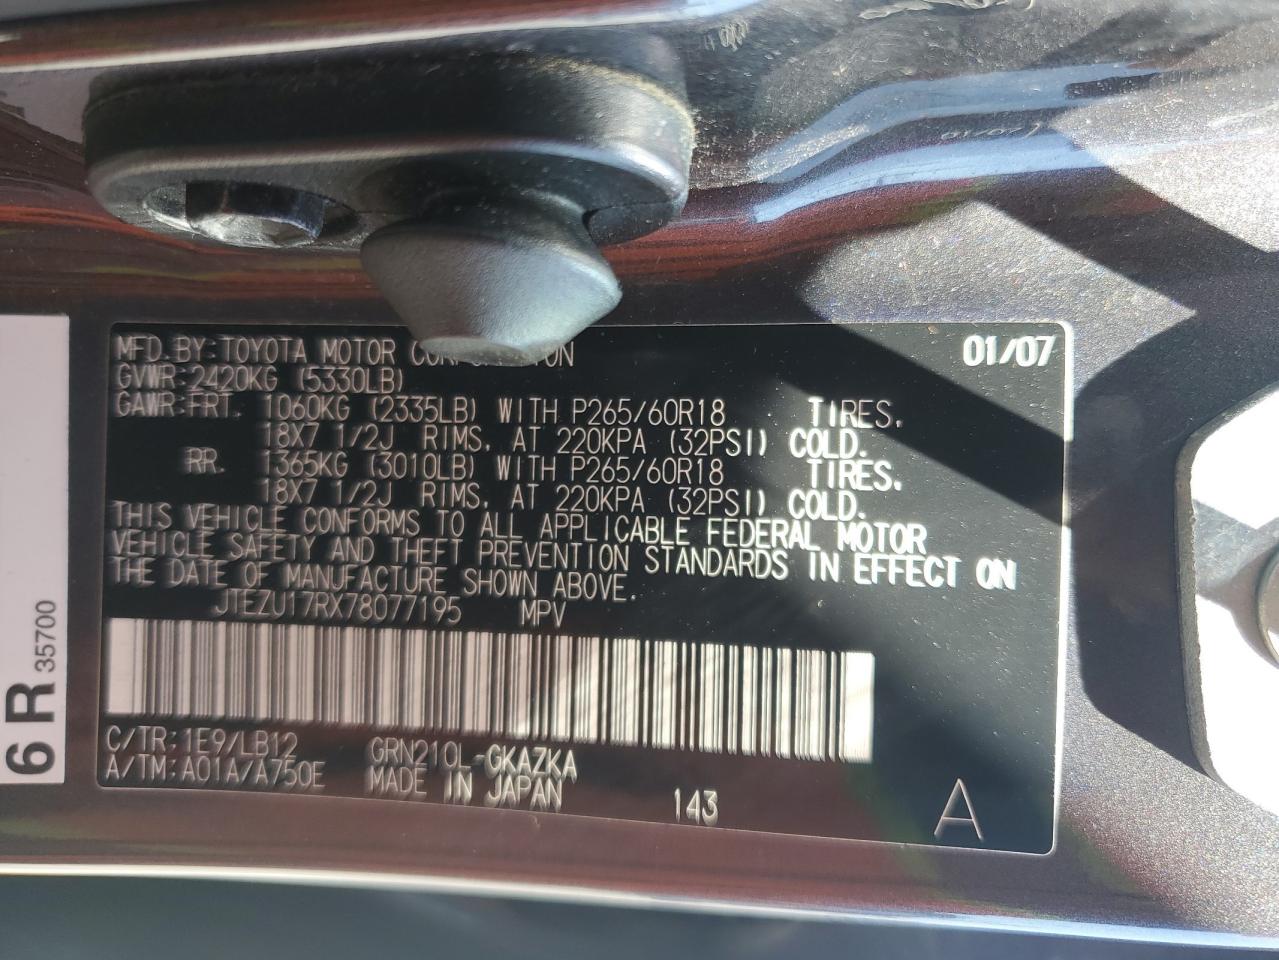 MFD. BY: TOYOTA MOTOR CORPORATION 01/07
GVWR: 2420KG (5330LB)
GAWR: FRT. 1060KG (2335LB) WITH P265/60R18 TIRES.
18X7 1/2J RIMS, AT 220KPA (32PSI) COLD.
RR. 1365KG (3010LB) WITH P265/60R18 TIRES.
18X7 1/2J RIMS, AT 220KPA (32PSI) COLD.
THIS VEHICLE CONFORMS TO ALL APPLICABLE FEDERAL MOTOR
VEHICLE SAFETY AND THEFT PREVENTION STANDARDS IN EFFECT ON
THE DATE OF MANUFACTURE SHOWN ABOVE.
JTEZU17RX78077195 MPV
C/TR: 1E9/LB12 GRN210L-GKAZKA
A/TM: A01A/A750E MADE IN JAPAN 143 A
6 R 35700